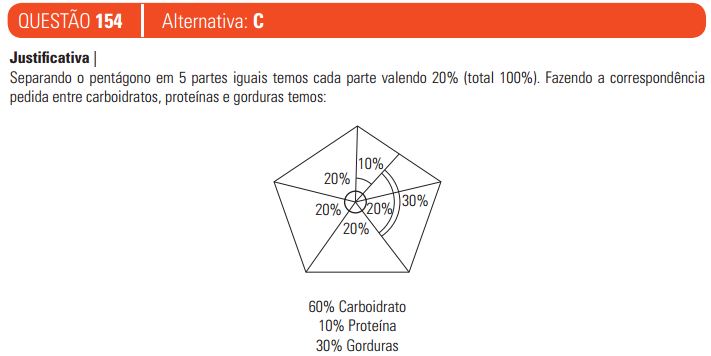 QUESTÃO 154 Alternativa: C
Justificativa |
Separando o pentágono em 5 partes iguais temos cada parte valendo 20% (total 100%). Fazendo a correspondência
pedida entre carboidratos, proteínas e gorduras temos:
10%
20%
30%
20%
20%
20%
60% Carboidrato
10% Proteína
30% Gorduras